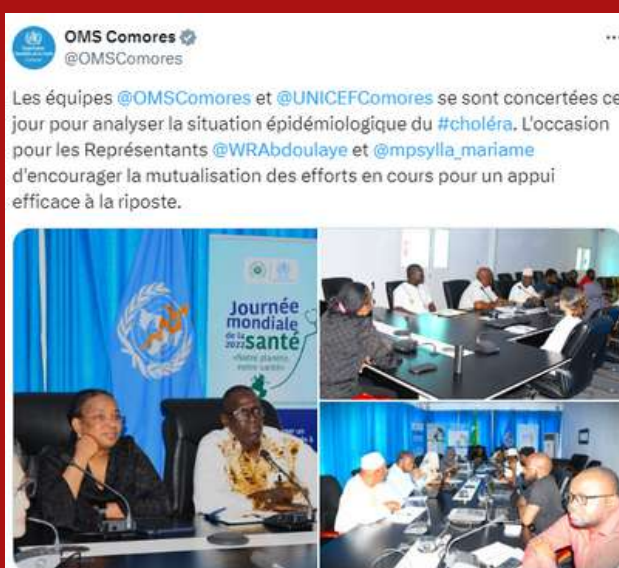 OMS Comores
@OMSComores
Les équipes @OMSComores et @UNICEFComores se sont concertées ce
jour pour analyser la situation épidémiologique du #choléra. L'occasion
pour les Représentants @WRAbdoulaye et @mpsylla_mariame
d'encourager la mutualisation des efforts en cours pour un appui
efficace à la riposte.
Journée
mondiale
de la
2022 santé
«Notre planète,
notre santé»